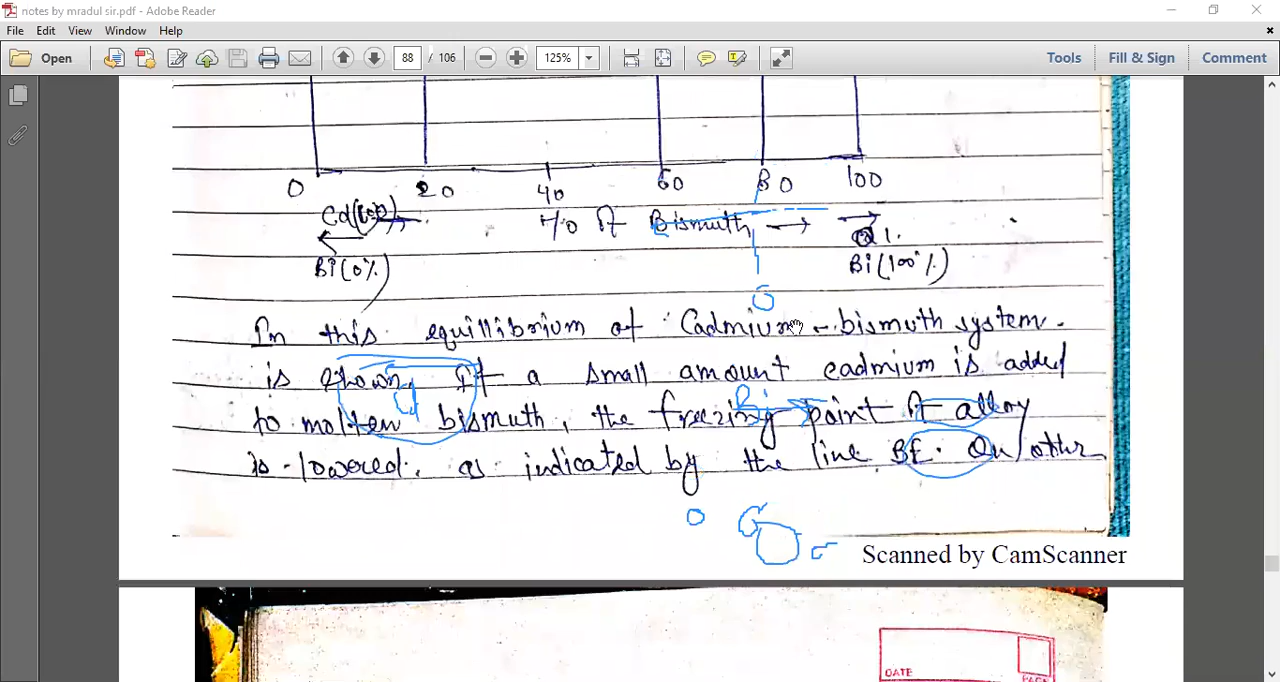 notes by mradul sir.pdf - Adobe Reader
File Edit View Window Help
Open 88 / 106 125% Tools Fill & Sign Comment
0 20 40 60 80 100
Cd(100)
% of Bismuth →
Bi(0%) Bi(100%)
In this equillibrium of Cadmium - bismuth system.
is shown. If a small amount cadmium is added
Cd Bi
to molten bismuth, the freezing point of alloy
is lowered. as indicated by the line BE. On other
Scanned by CamScanner
DATE
PAGE